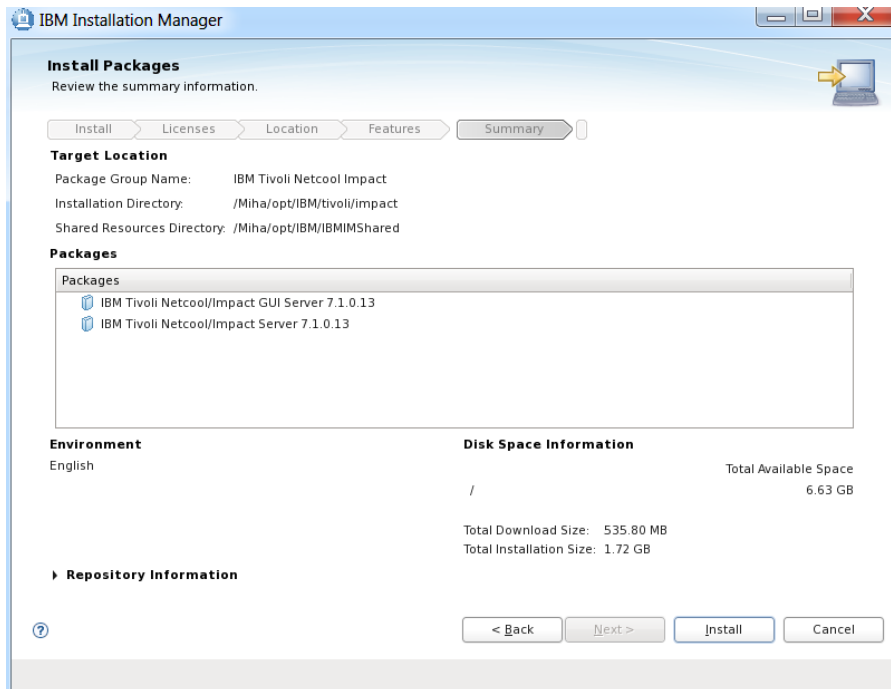 IBM Installation Manager
Install Packages
Review the summary information.
Install Licenses Location Features Summary
Target Location
Package Group Name: IBM Tivoli Netcool Impact
Installation Directory: /Miha/opt/IBM/tivoli/impact
Shared Resources Directory: /Miha/opt/IBM/IBMIMShared
Packages
Packages
IBM Tivoli Netcool/Impact GUI Server 7.1.0.13
IBM Tivoli Netcool/Impact Server 7.1.0.13
Environment
English
Disk Space Information
Total Available Space
/ 6.63 GB
Total Download Size: 535.80 MB
Total Installation Size: 1.72 GB
Repository Information
? < Back Next > Install Cancel